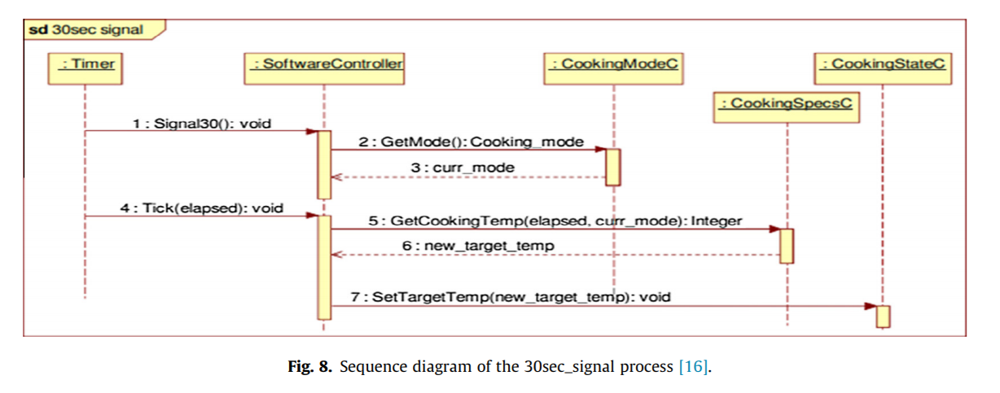 sd 30sec signal
: Timer
: SoftwareController
: CookingModeC
: CookingStateC
: CookingSpecsC
1 : Signal30(): void
2 : GetMode():Cooking_mode
3 : curr_mode
4 : Tick(elapsed): void
5 : GetCookingTemp(elapsed, curr_mode): Integer
6 : new_target_temp
7 : SetTargetTemp(new_target_temp): void
Fig. 8. Sequence diagram of the 30sec_signal process [16].